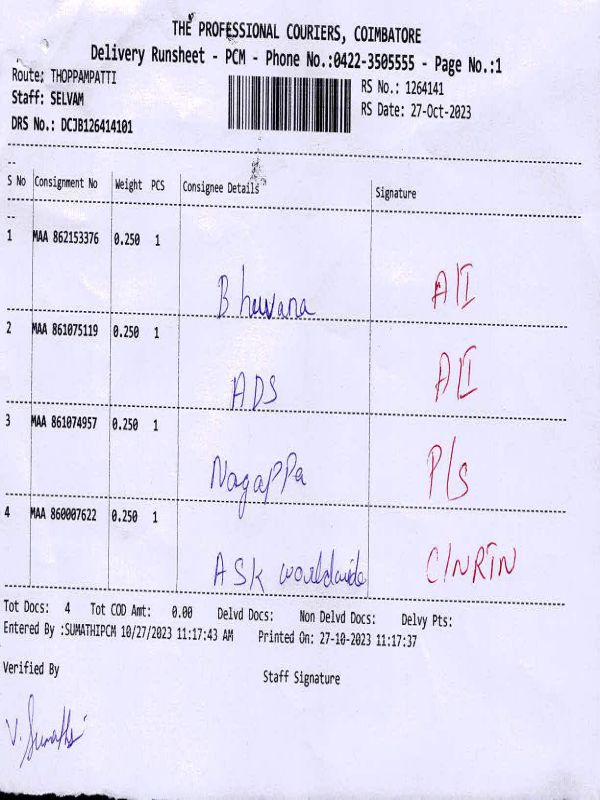 THE PROFESSIONAL COURIERS, COIMBATORE
Delivery Runsheet - PCM - Phone No.:0422-3505555 - Page No.:1
Route: THOPPAMPATTI RS No.: 1264141
Staff: SELVAM RS Date: 27-Oct-2023
DRS No.: DCJB126414101
S No Consignment No Weight PCS Consignee Details Signature
1 MAA 862153376 0.250 1
Bhuvana A/I
2 MAA 861075119 0.250 1
ADS A/I
3 MAA 861074957 0.250 1
Nagappa P/S
4 MAA 860007622 0.250 1
ASK worldwide C/NRTN
Tot Docs: 4 Tot COD Amt: 0.00 Delvd Docs: Non Delvd Docs: Delvy Pts:
Entered By :SUMATHIPCM 10/27/2023 11:17:43 AM Printed On: 27-10-2023 11:17:37
Verified By Staff Signature
V. Sumathi